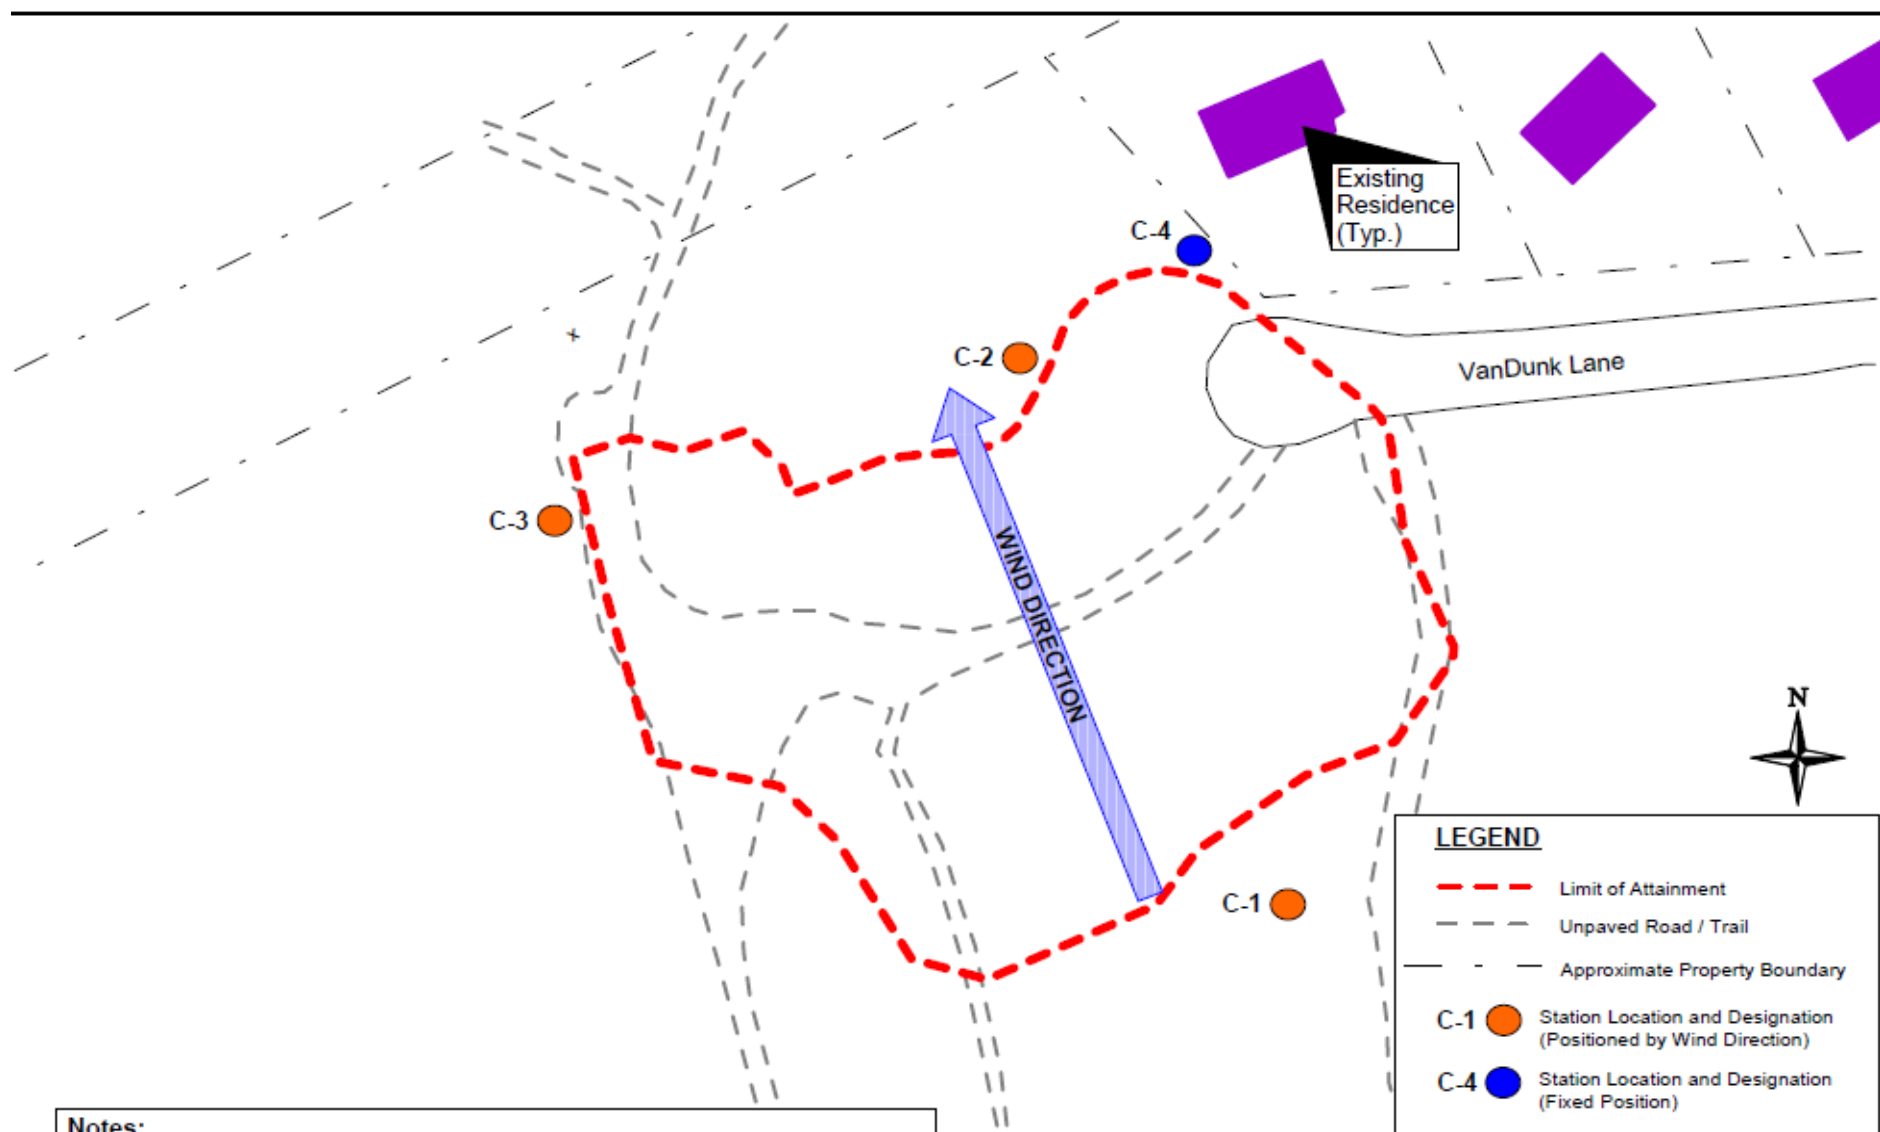 Existing
Residence
(Typ.)
C-4
C-2
VanDunk Lane
C-3
WIND DIRECTION
N
C-1
LEGEND
Limit of Attainment
Unpaved Road / Trail
Approximate Property Boundary
C-1 Station Location and Designation
(Positioned by Wind Direction)
C-4 Station Location and Designation
(Fixed Position)
Notes: